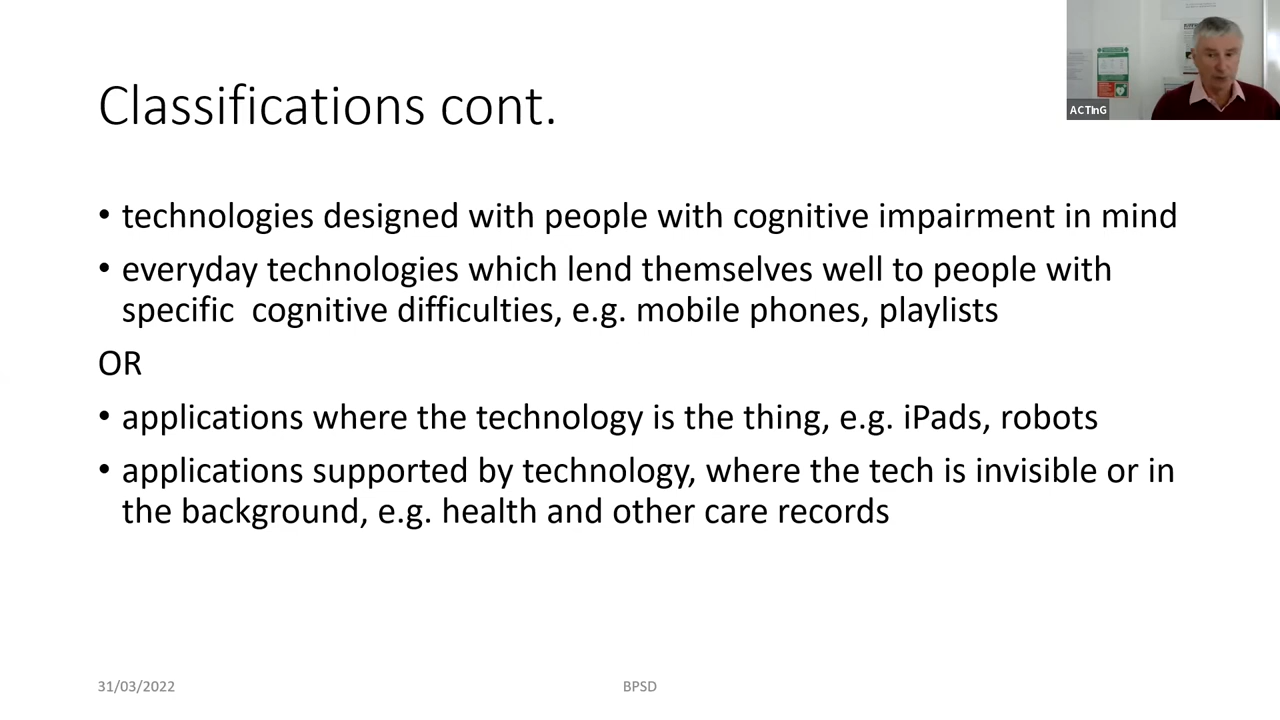 Classifications cont.
• technologies designed with people with cognitive impairment in mind
• everyday technologies which lend themselves well to people with
specific  cognitive difficulties, e.g. mobile phones, playlists
OR
• applications where the technology is the thing, e.g. iPads, robots
• applications supported by technology, where the tech is invisible or in
the background, e.g. health and other care records
ACTInG
31/03/2022
BPSD